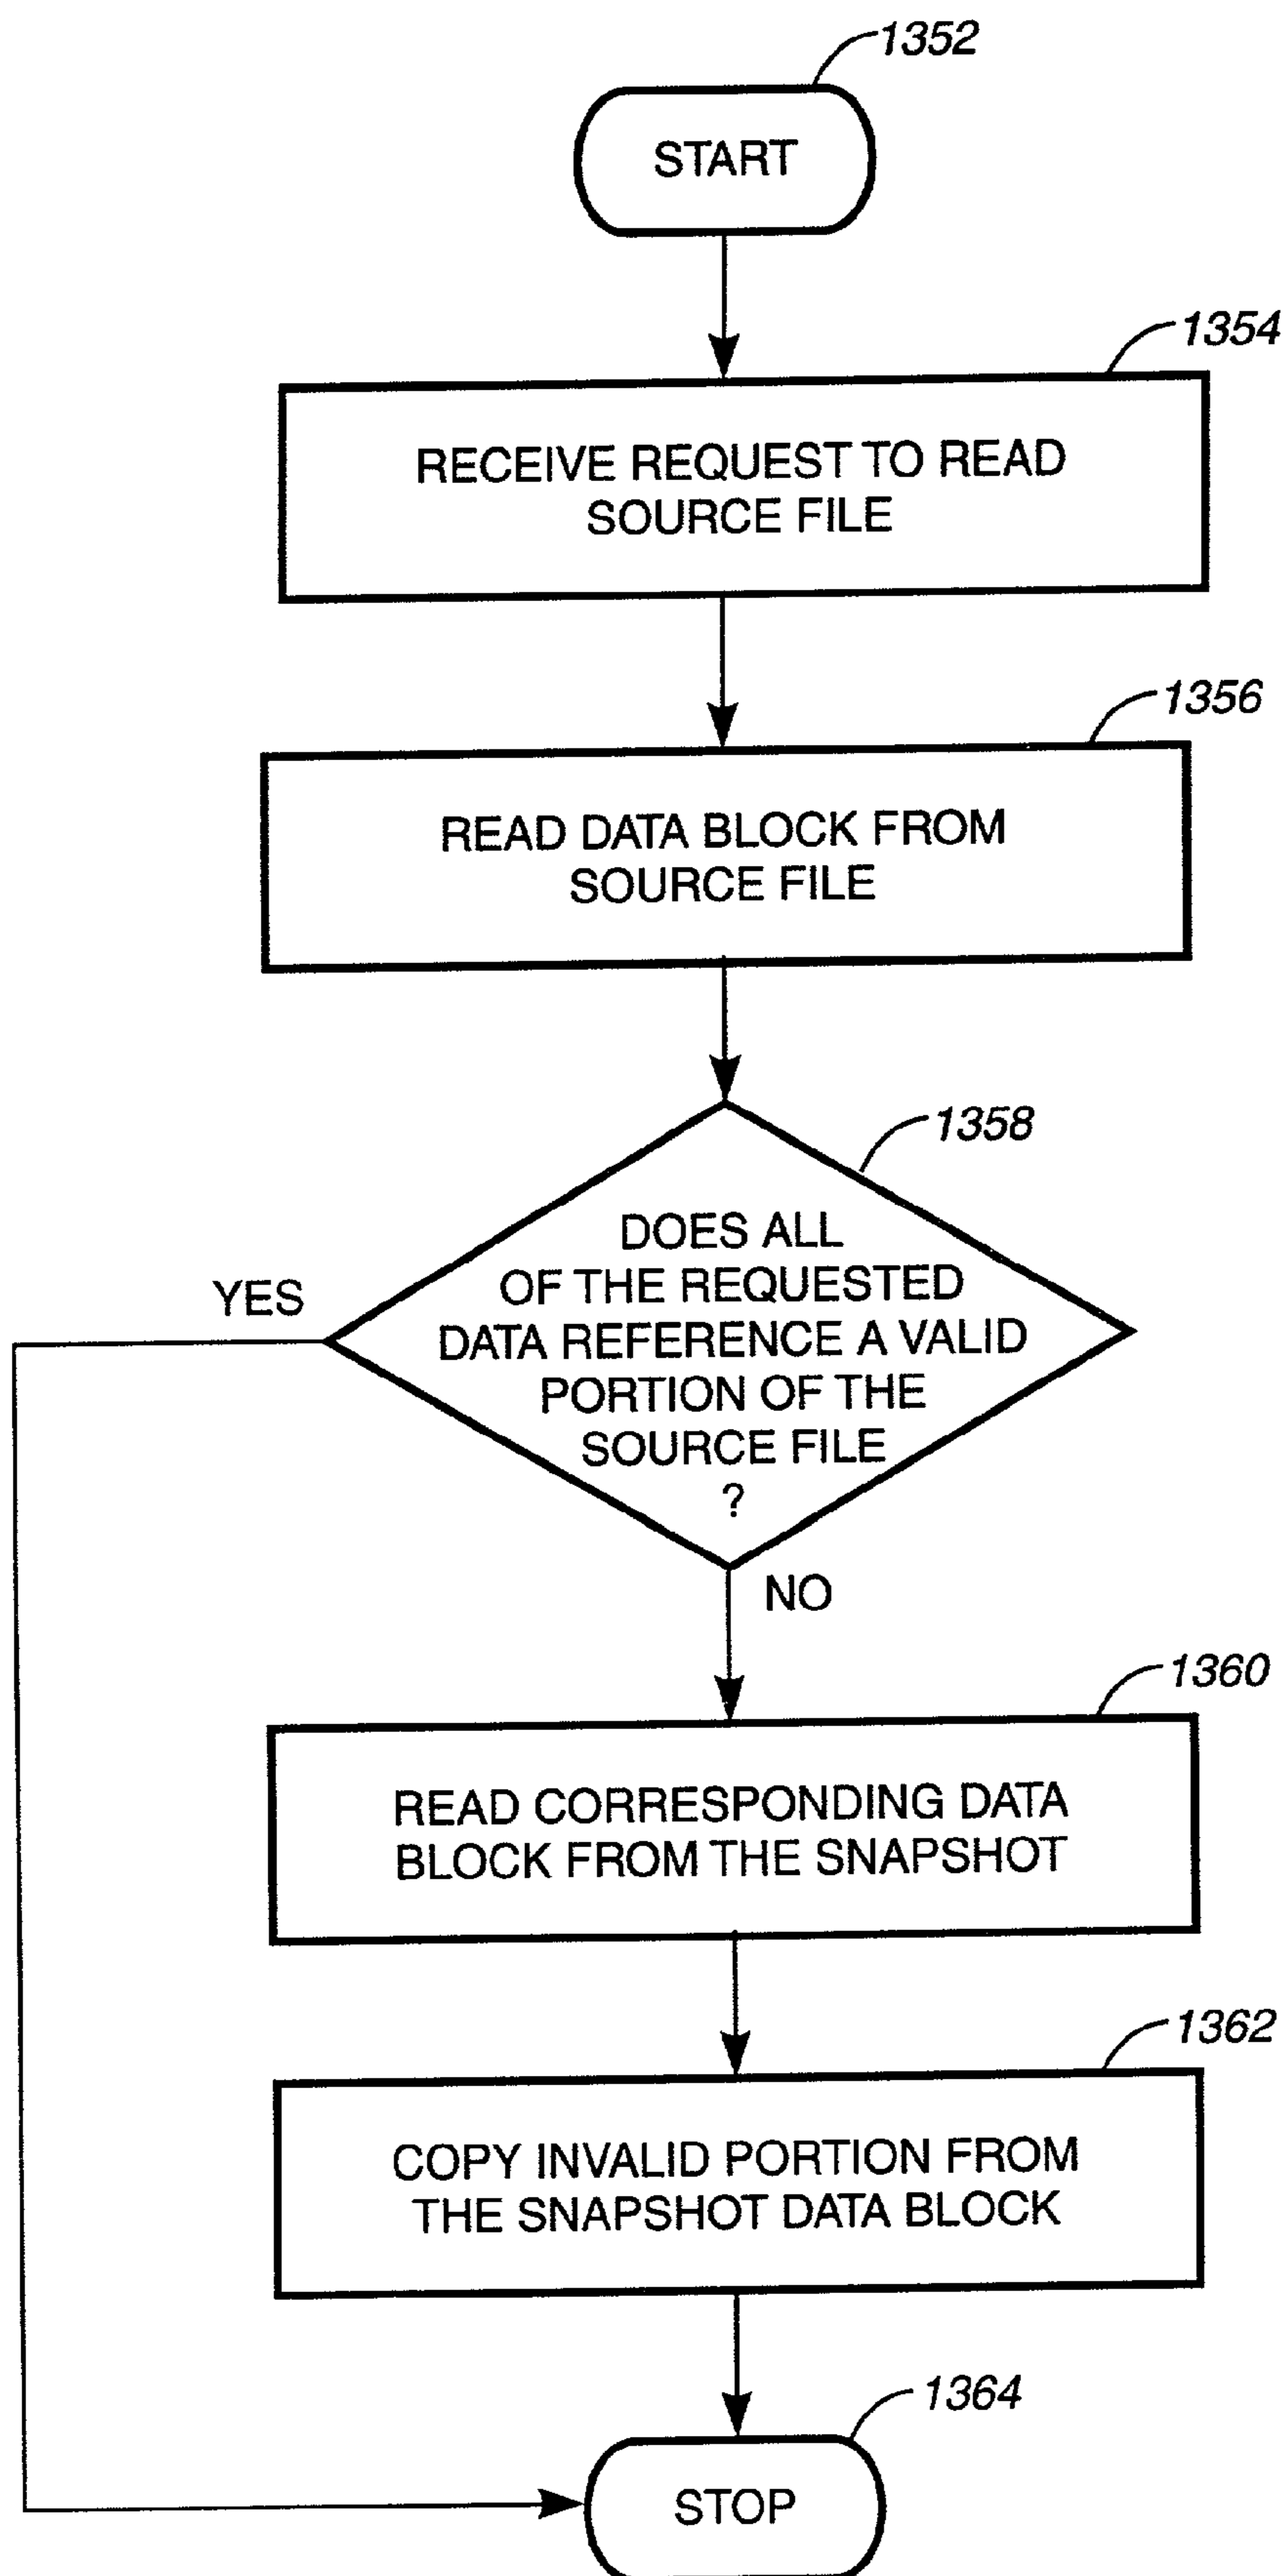 1352
START
1354
RECEIVE REQUEST TO READ
SOURCE FILE
1356
READ DATA BLOCK FROM
SOURCE FILE
1358
DOES ALL
OF THE REQUESTED
DATA REFERENCE A VALID
PORTION OF THE
SOURCE FILE
?
YES
NO
1360
READ CORRESPONDING DATA
BLOCK FROM THE SNAPSHOT
1362
COPY INVALID PORTION FROM
THE SNAPSHOT DATA BLOCK
1364
STOP